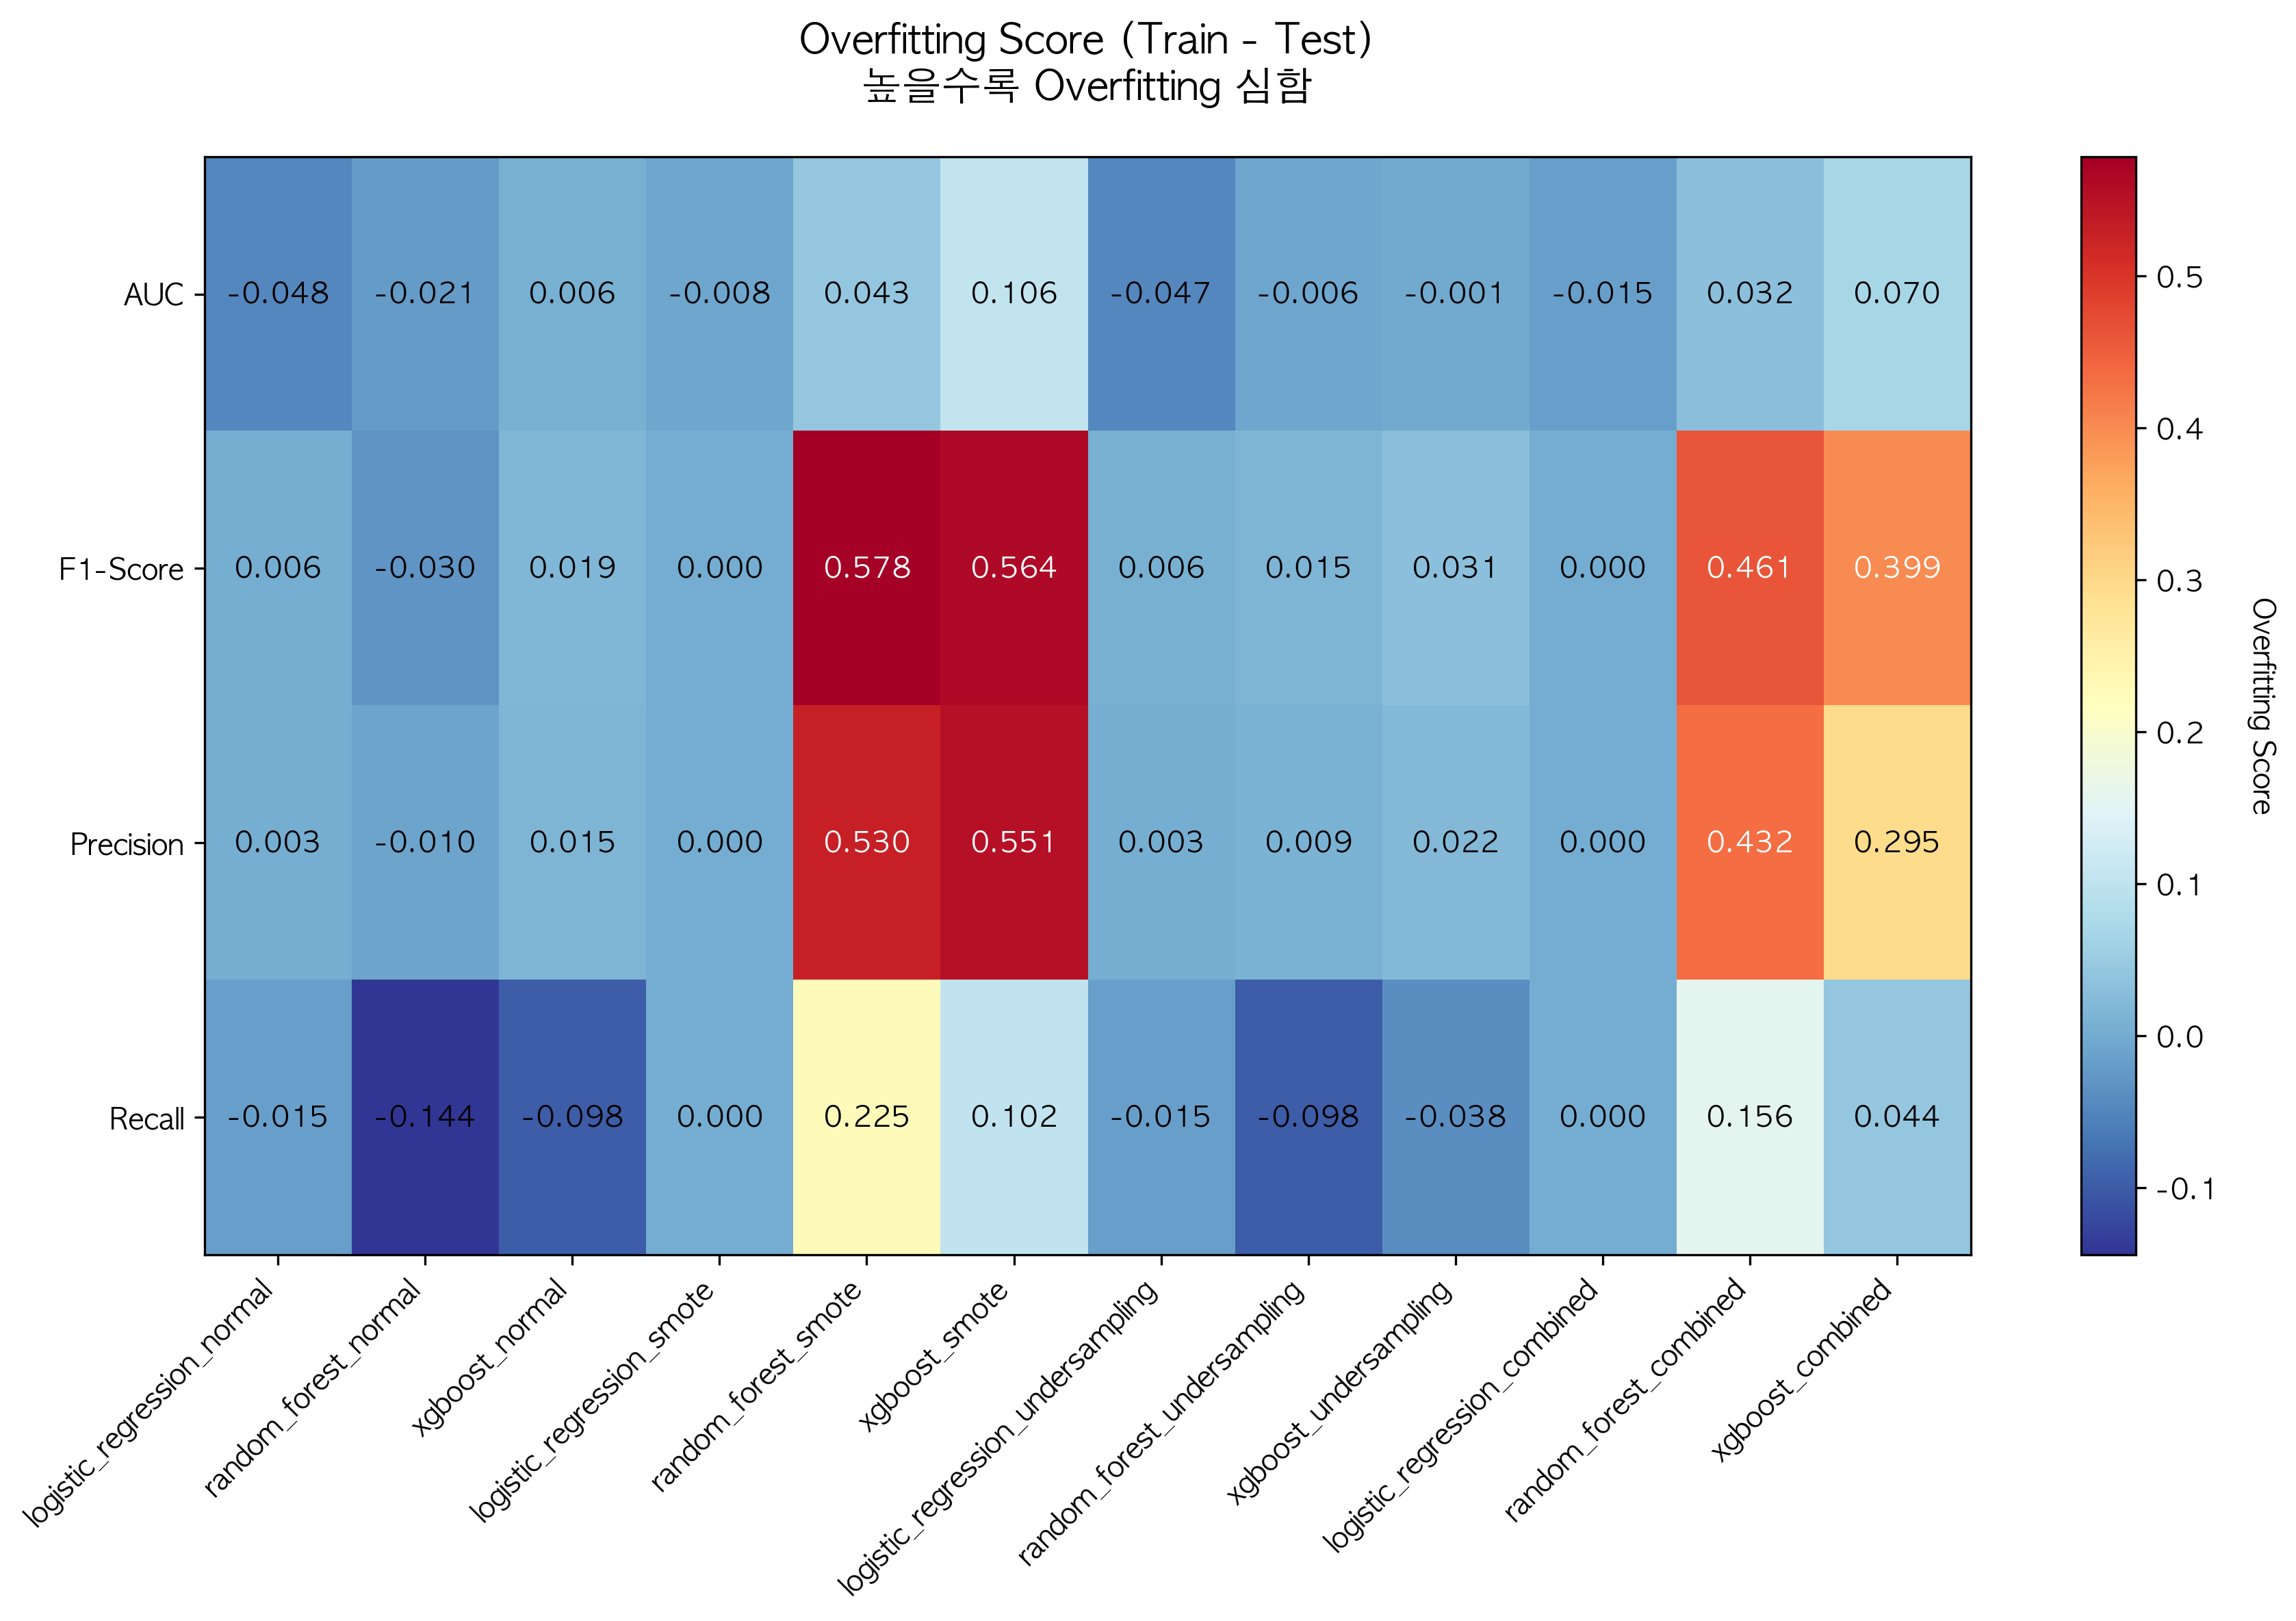 Overfitting Score (Train - Test)
높을수록 Overfitting 심함
AUC -0.048 -0.021 0.006 -0.008 0.043 0.106 -0.047 -0.006 -0.001 -0.015 0.032 0.070
F1-Score 0.006 -0.030 0.019 0.000 0.578 0.564 0.006 0.015 0.031 0.000 0.461 0.399
Precision 0.003 -0.010 0.015 0.000 0.530 0.551 0.003 0.009 0.022 0.000 0.432 0.295
Recall -0.015 -0.144 -0.098 0.000 0.225 0.102 -0.015 -0.098 -0.038 0.000 0.156 0.044
logistic_regression_normal
random_forest_normal
xgboost_normal
logistic_regression_smote
random_forest_smote
xgboost_smote
logistic_regression_undersampling
random_forest_undersampling
xgboost_undersampling
logistic_regression_combined
random_forest_combined
xgboost_combined
0.5
0.4
0.3
0.2
0.1
0.0
-0.1
Overfitting Score